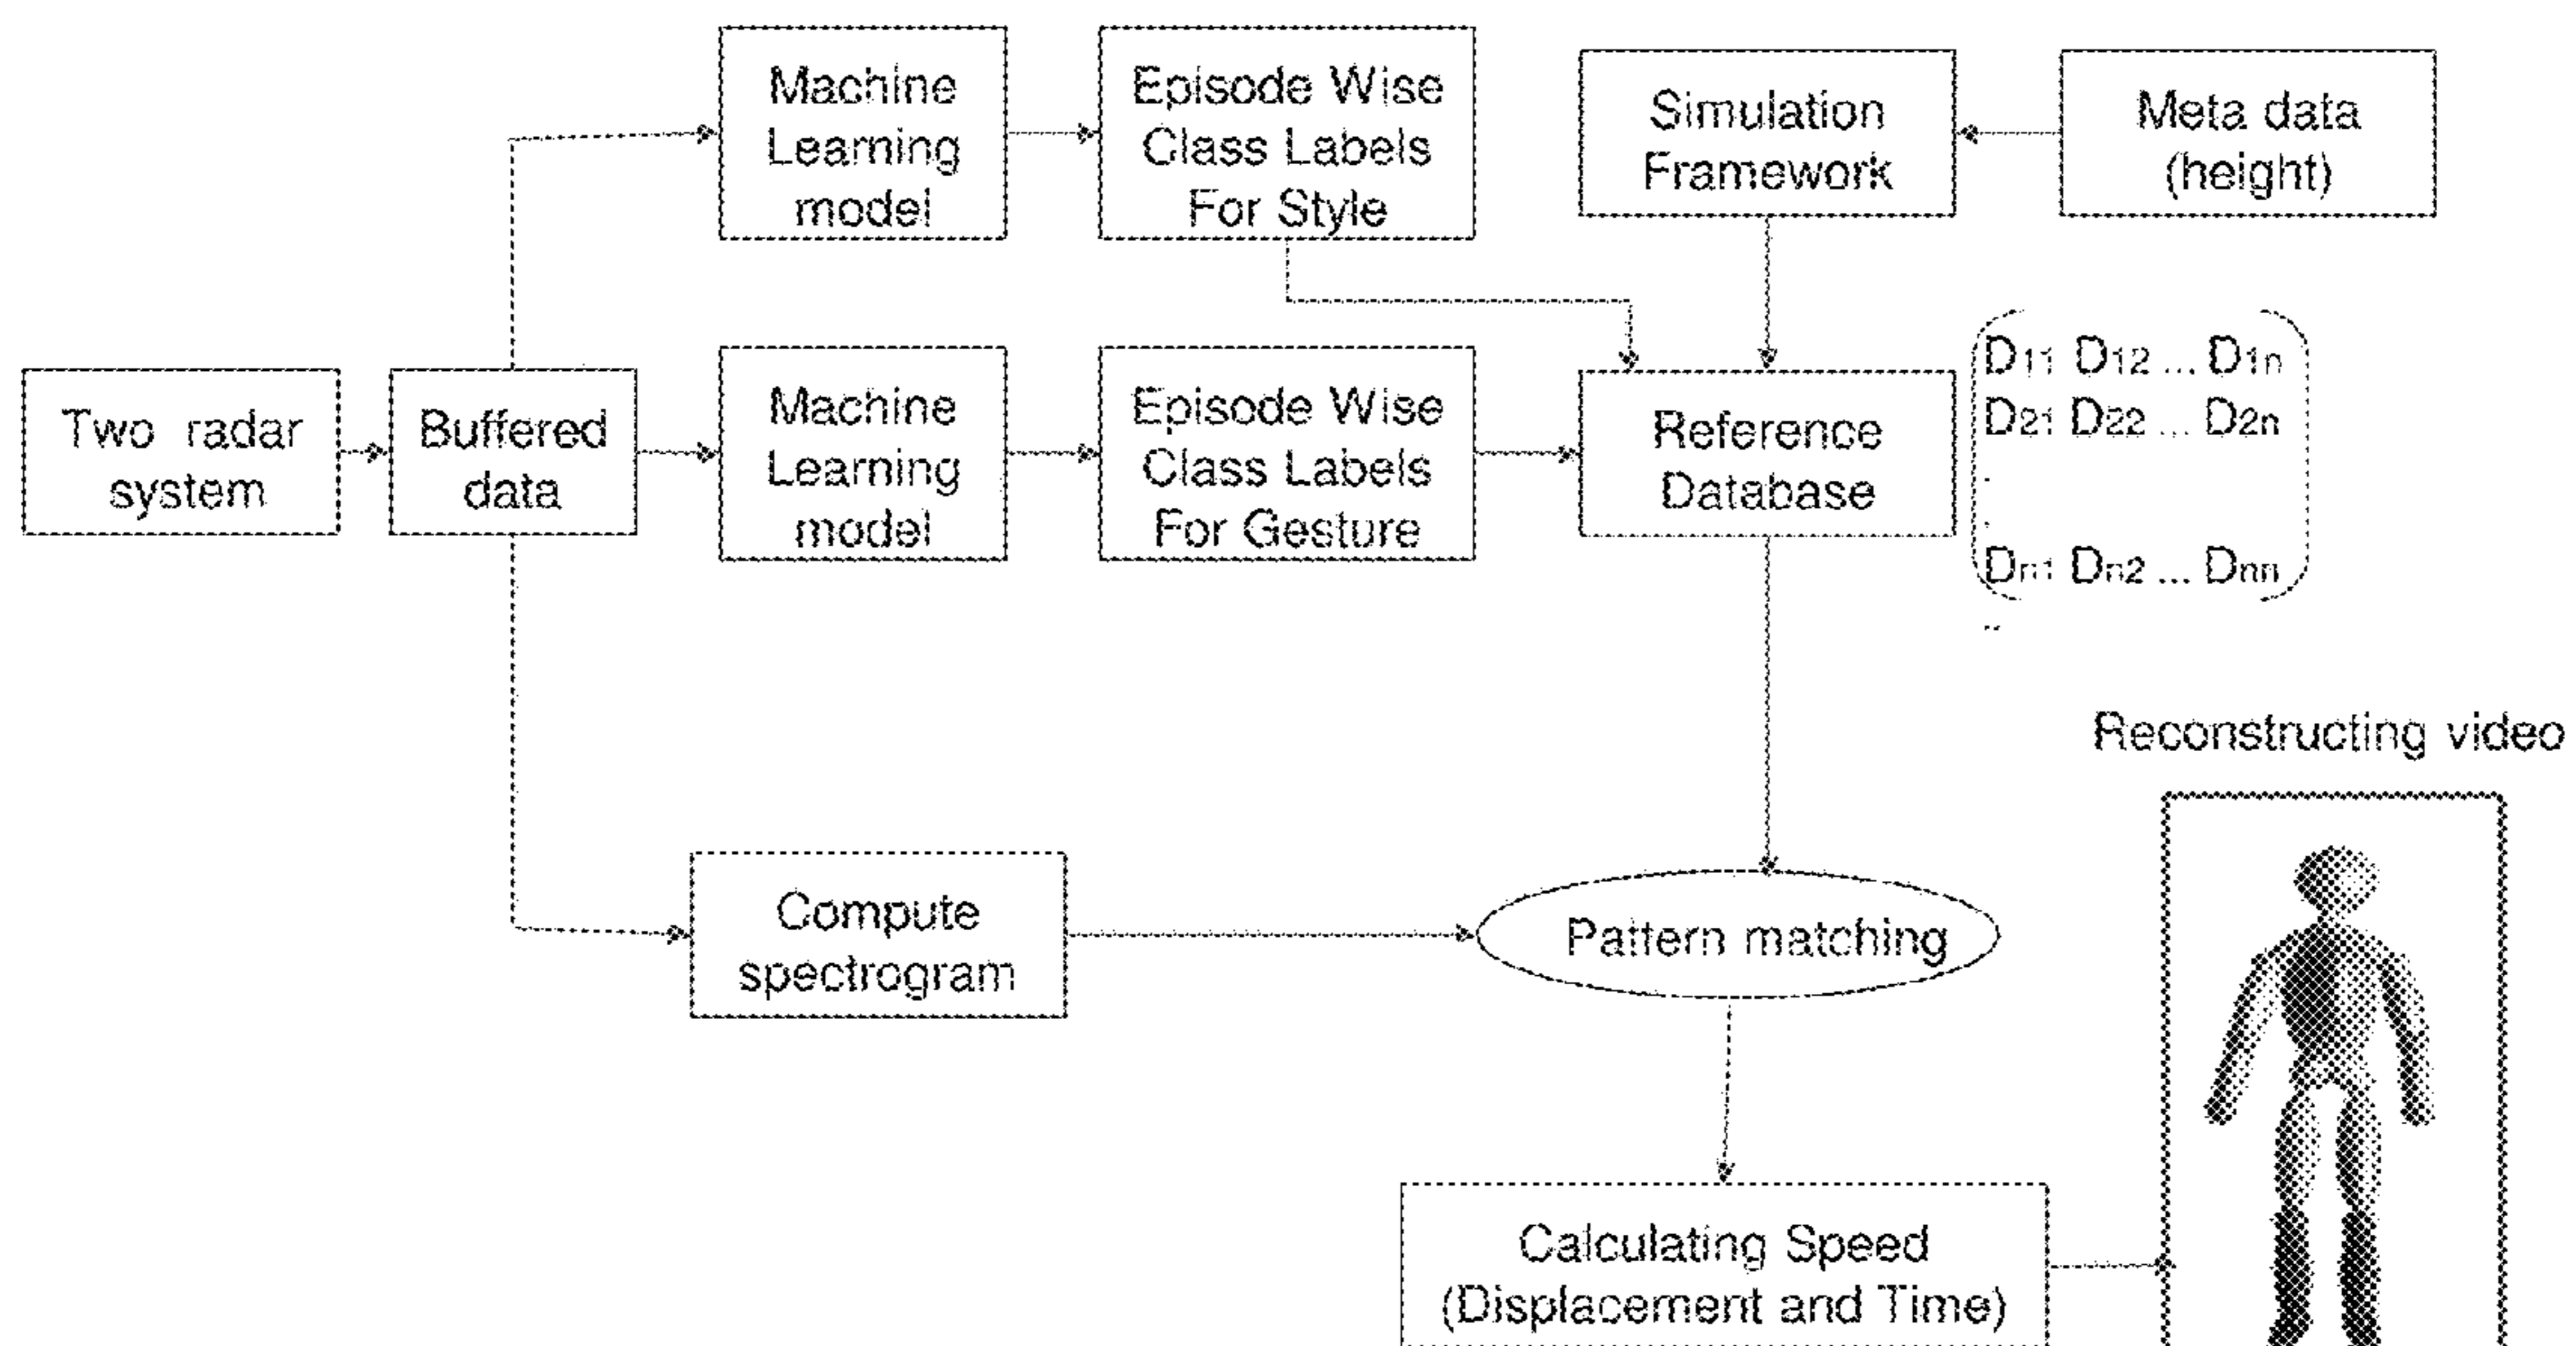 Machine
Learning
model
Episode Wise
Class Labels
For Style
Simulation
Framework
Meta data
(height)
Two radar
system
Buffered
data
Machine
Learning
model
Episode Wise
Class Labels
For Gesture
Reference
Database
D11 D12 ... D1n
D21 D22 ... D2n
.
.
Dn1 Dn2 ... Dnn
..
Reconstructing video
Compute
spectrogram
Pattern matching
Calculating Speed
(Displacement and Time)